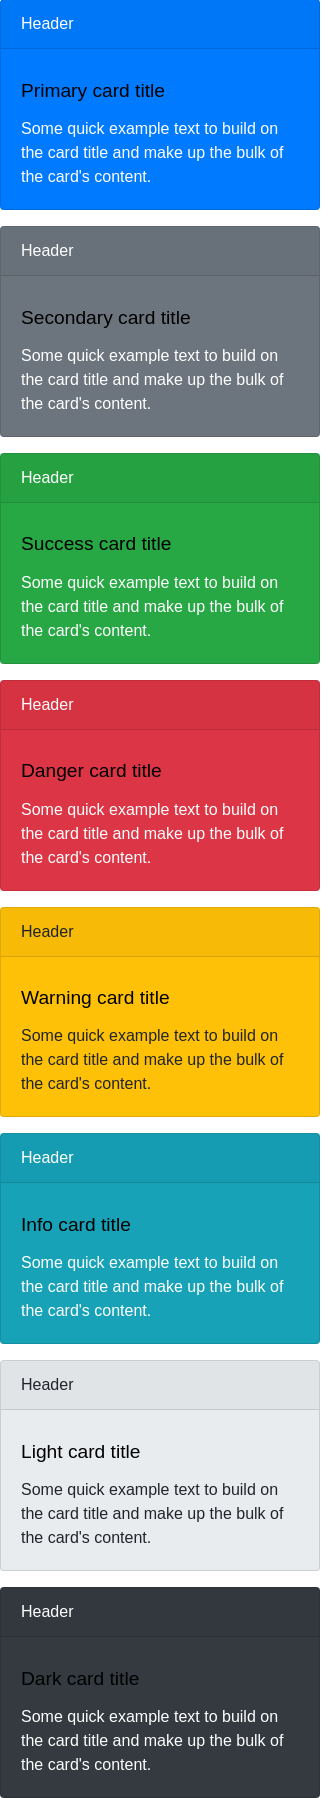 Header
Primary card title
Some quick example text to build on
the card title and make up the bulk of
the card's content.
Header
Secondary card title
Some quick example text to build on
the card title and make up the bulk of
the card's content.
Header
Success card title
Some quick example text to build on
the card title and make up the bulk of
the card's content.
Header
Danger card title
Some quick example text to build on
the card title and make up the bulk of
the card's content.
Header
Warning card title
Some quick example text to build on
the card title and make up the bulk of
the card's content.
Header
Info card title
Some quick example text to build on
the card title and make up the bulk of
the card's content.
Header
Light card title
Some quick example text to build on
the card title and make up the bulk of
the card's content.
Header
Dark card title
Some quick example text to build on
the card title and make up the bulk of
the card's content.